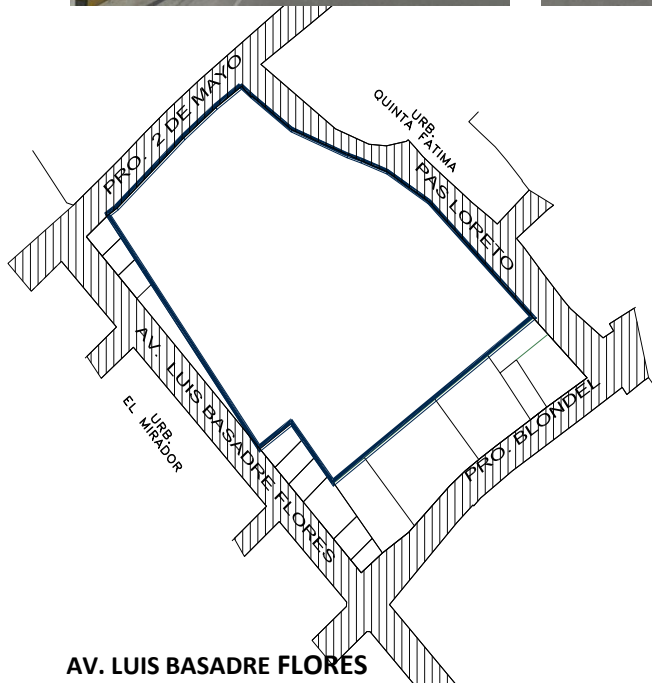 PRO. 2 DE MAYO
URB.
QUINTA FATIMA
PAS LORETO
AV. LUIS BASADRE FLORES
URB.
EL MIRADOR
PRO. BLONDEL
AV. LUIS BASADRE FLORES